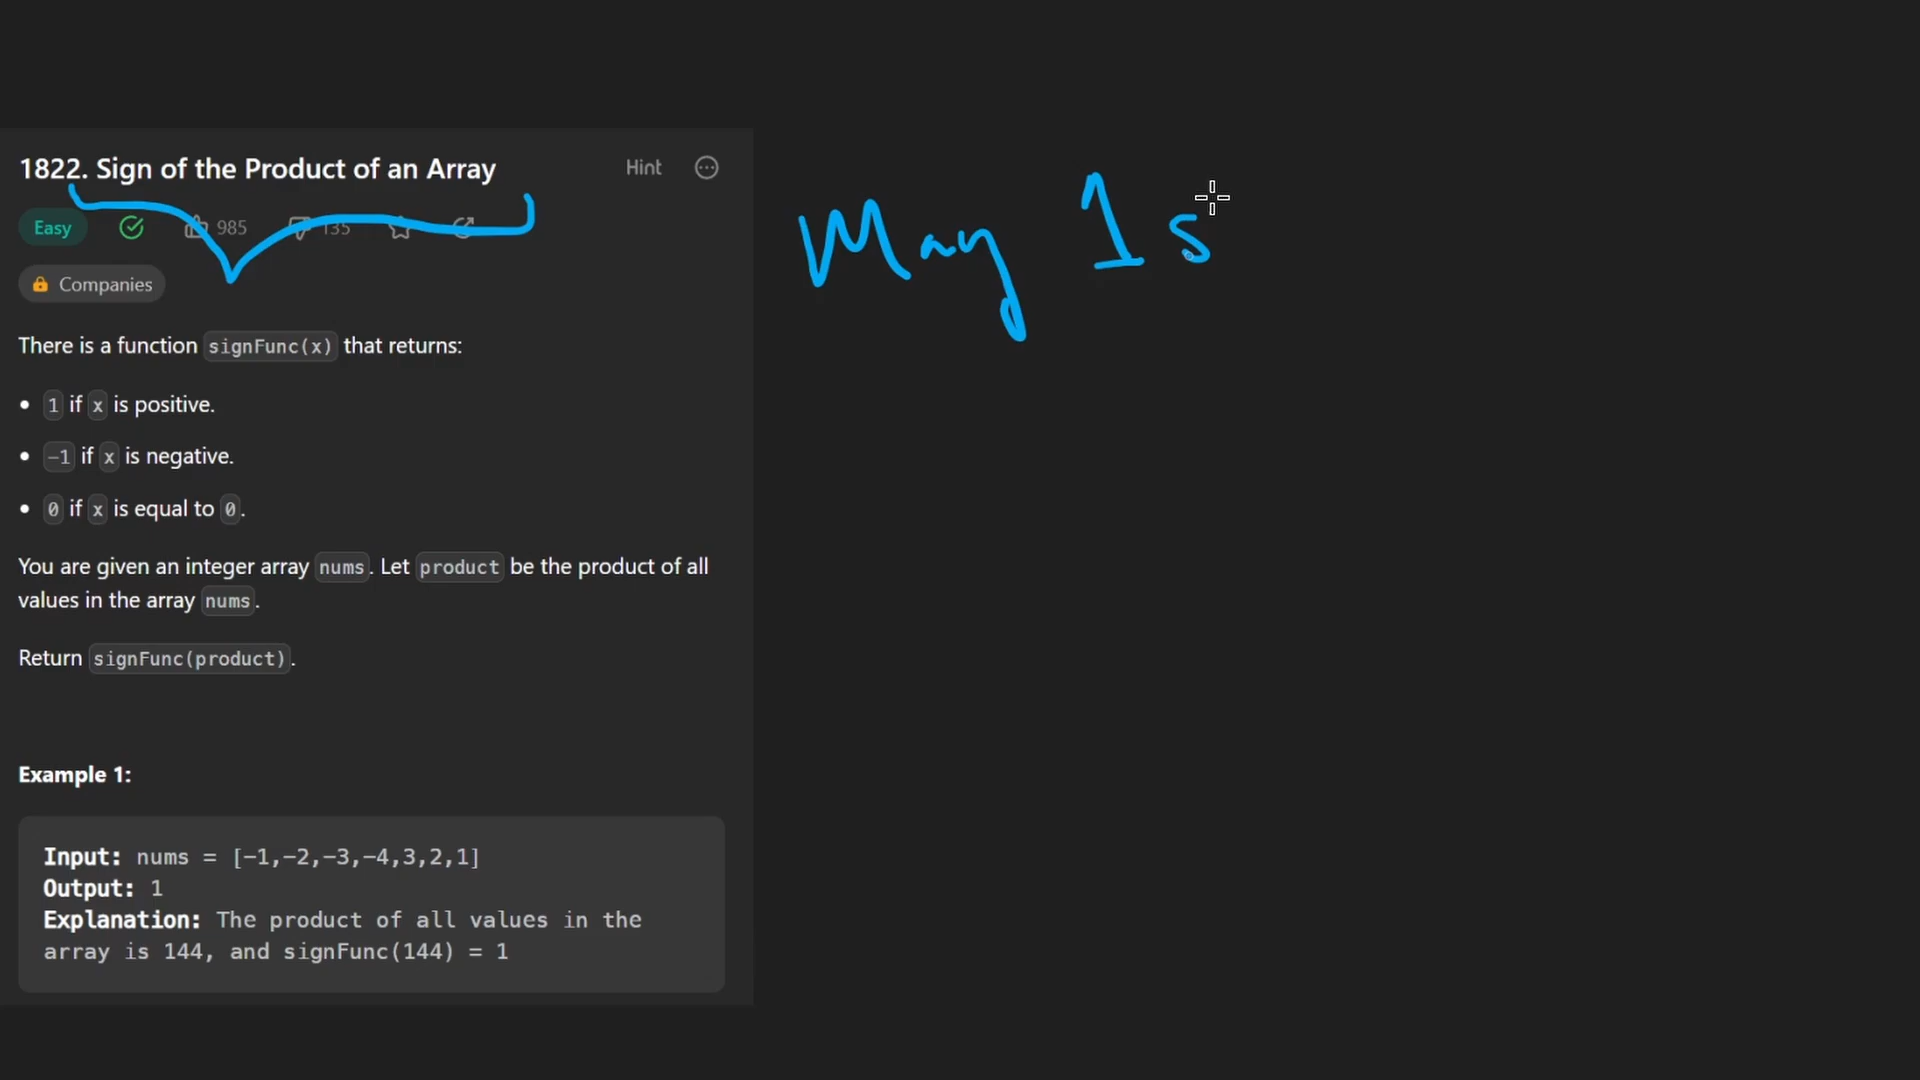 1822. Sign of the Product of an Array
Hint
Easy
985
135
Companies
There is a function signFunc(x) that returns:
• 1 if x is positive.
• -1 if x is negative.
• 0 if x is equal to 0.
You are given an integer array nums. Let product be the product of all
values in the array nums.
Return signFunc(product).
Example 1:
Input: nums = [-1,-2,-3,-4,3,2,1]
Output: 1
Explanation: The product of all values in the
array is 144, and signFunc(144) = 1
May 1s